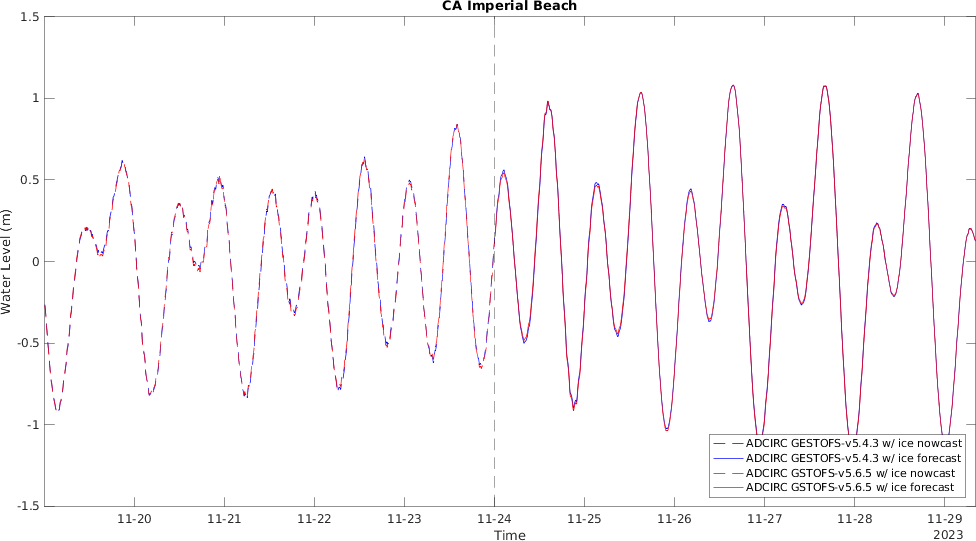 CA Imperial Beach
1.5
1
0.5
0
-0.5
-1
-1.5
Water Level (m)
11-20 11-21 11-22 11-23 11-24 11-25 11-26 11-27 11-28 11-29
2023
Time
ADCIRC GESTOFS-v5.4.3 w/ ice nowcast
ADCIRC GESTOFS-v5.4.3 w/ ice forecast
ADCIRC GSTOFS-v5.6.5 w/ ice nowcast
ADCIRC GSTOFS-v5.6.5 w/ ice forecast